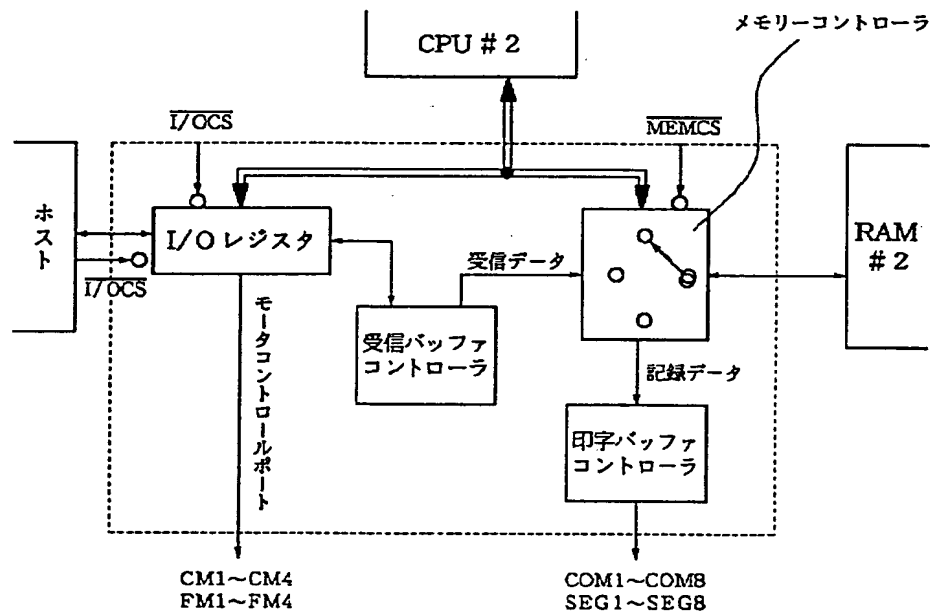 CPU # 2
メモリーコントローラ
I/OCS
MEMCS
ホスト
I/Oレジスタ
I/OCS
受信データ
RAM
# 2
モータコントロールポート
受信バッファ
コントローラ
記録データ
印字バッファ
コントローラ
CM1~CM4
FM1~FM4
COM1~COM8
SEG1~SEG8